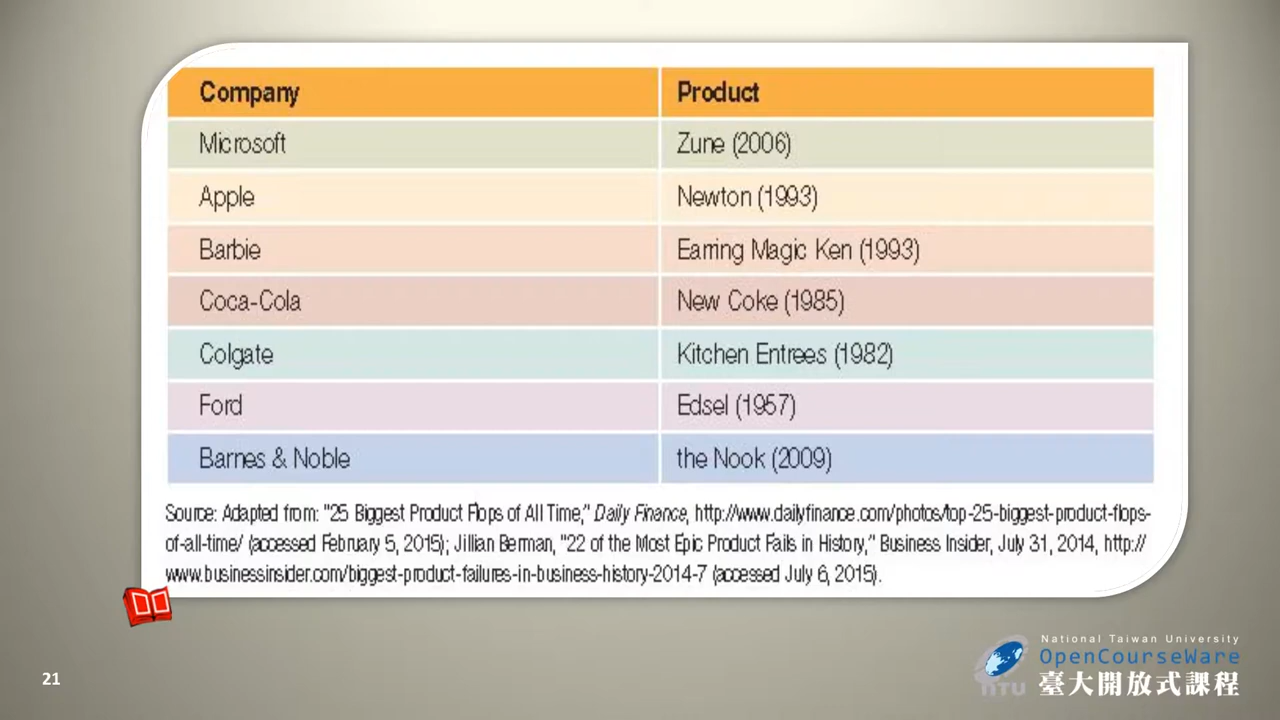 Company Product
Microsoft Zune (2006)
Apple Newton (1993)
Barbie Earring Magic Ken (1993)
Coca-Cola New Coke (1985)
Colgate Kitchen Entrees (1982)
Ford Edsel (1957)
Barnes & Noble the Nook (2009)
Source: Adapted from: "25 Biggest Product Flops of All Time," Daily Finance, http://www.dailyfinance.com/photos/top-25-biggest-product-flops-
of-all-time/ (accessed February 5, 2015); Jillian Berman, "22 of the Most Epic Product Fails in History," Business Insider, July 31, 2014, http://
www.businessinsider.com/biggest-product-failures-in-business-history-2014-7 (accessed July 6, 2015).
National Taiwan University
OpenCourseWare
NTU 臺大開放式課程
21